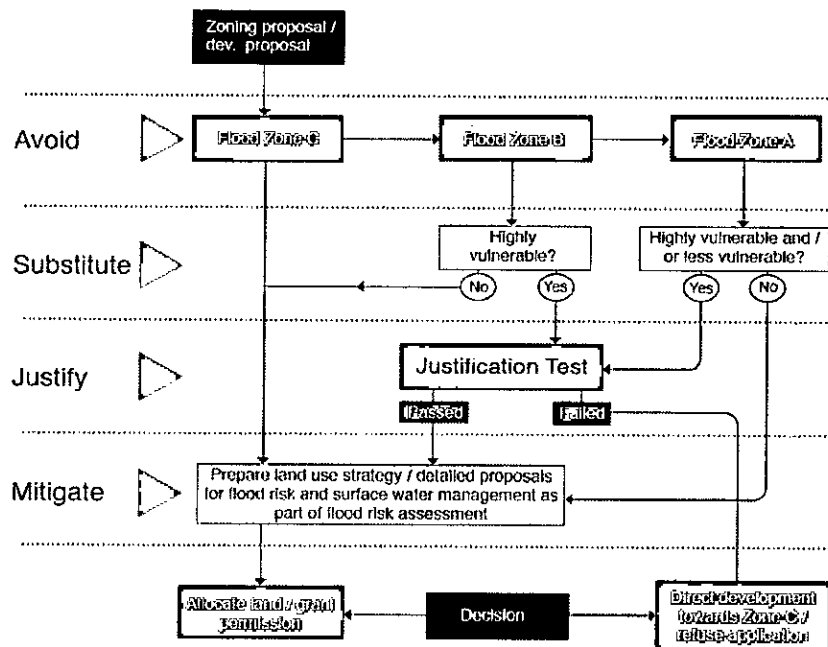 Zoning proposal /
dev. proposal
Avoid
Flood Zone C
Flood Zone B
Flood Zone A
Substitute
Highly
vulnerable?
Highly vulnerable and /
or less vulnerable?
No
Yes
Yes
No
Justify
Justification Test
Passed
Failed
Mitigate
Prepare land use strategy / detailed proposals
for flood risk and surface water management as
part of flood risk assessment
Allocate land / grant
permission
Decision
Direct development
towards Zone C /
refuse application